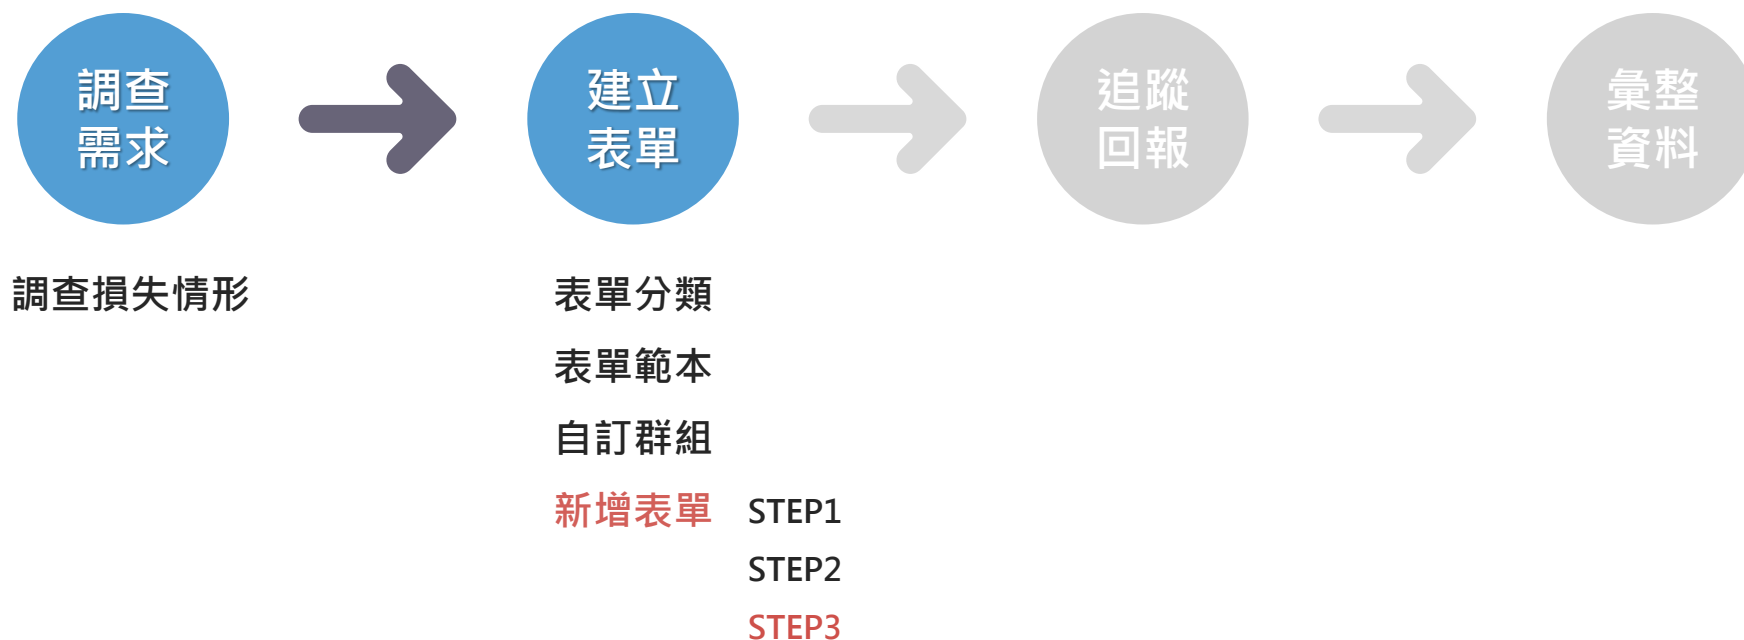 調查
需求
建立
表單
追蹤
回報
彙整
資料
調查損失情形
表單分類
表單範本
自訂群組
新增表單 STEP1
STEP2
STEP3